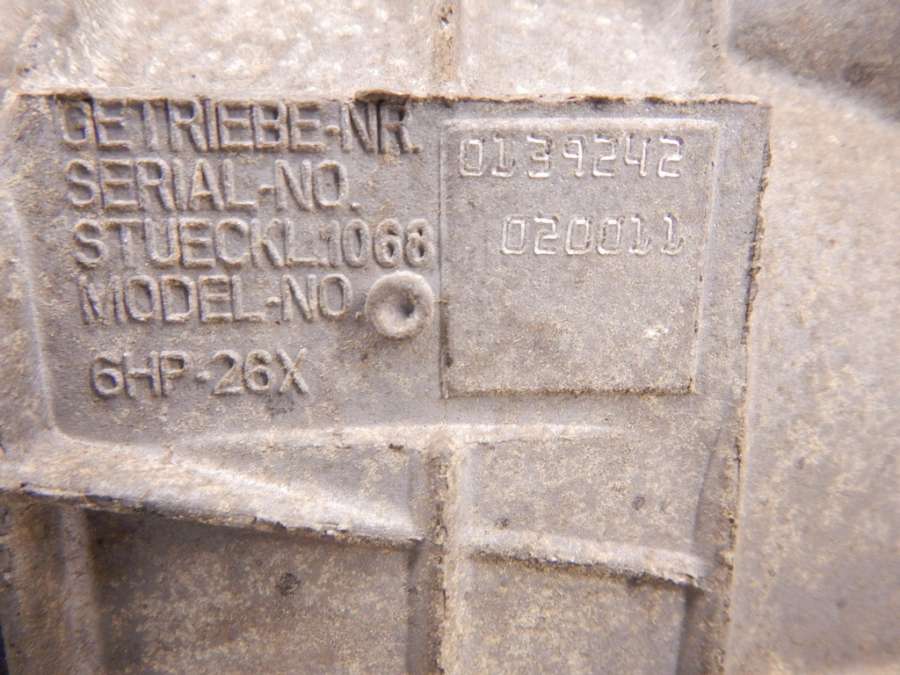 GETRIEBE-NR.
SERIAL-NO. 0139242
STUECKL.1068 020011
MODEL-NO.
6HP-26X